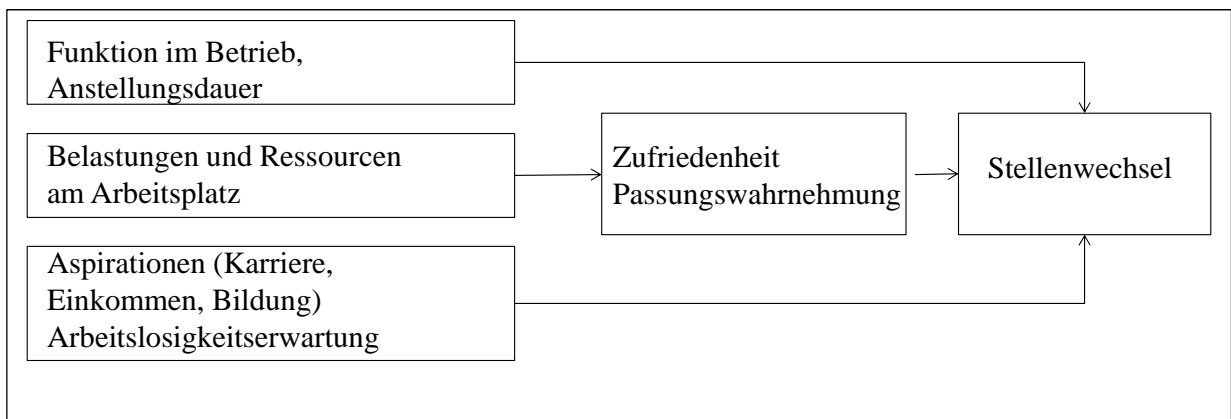 Funktion im Betrieb,
Anstellungsdauer
Belastungen und Ressourcen
am Arbeitsplatz
Zufriedenheit
Passungswahrnehmung
Stellenwechsel
Aspirationen (Karriere,
Einkommen, Bildung)
Arbeitslosigkeitserwartung